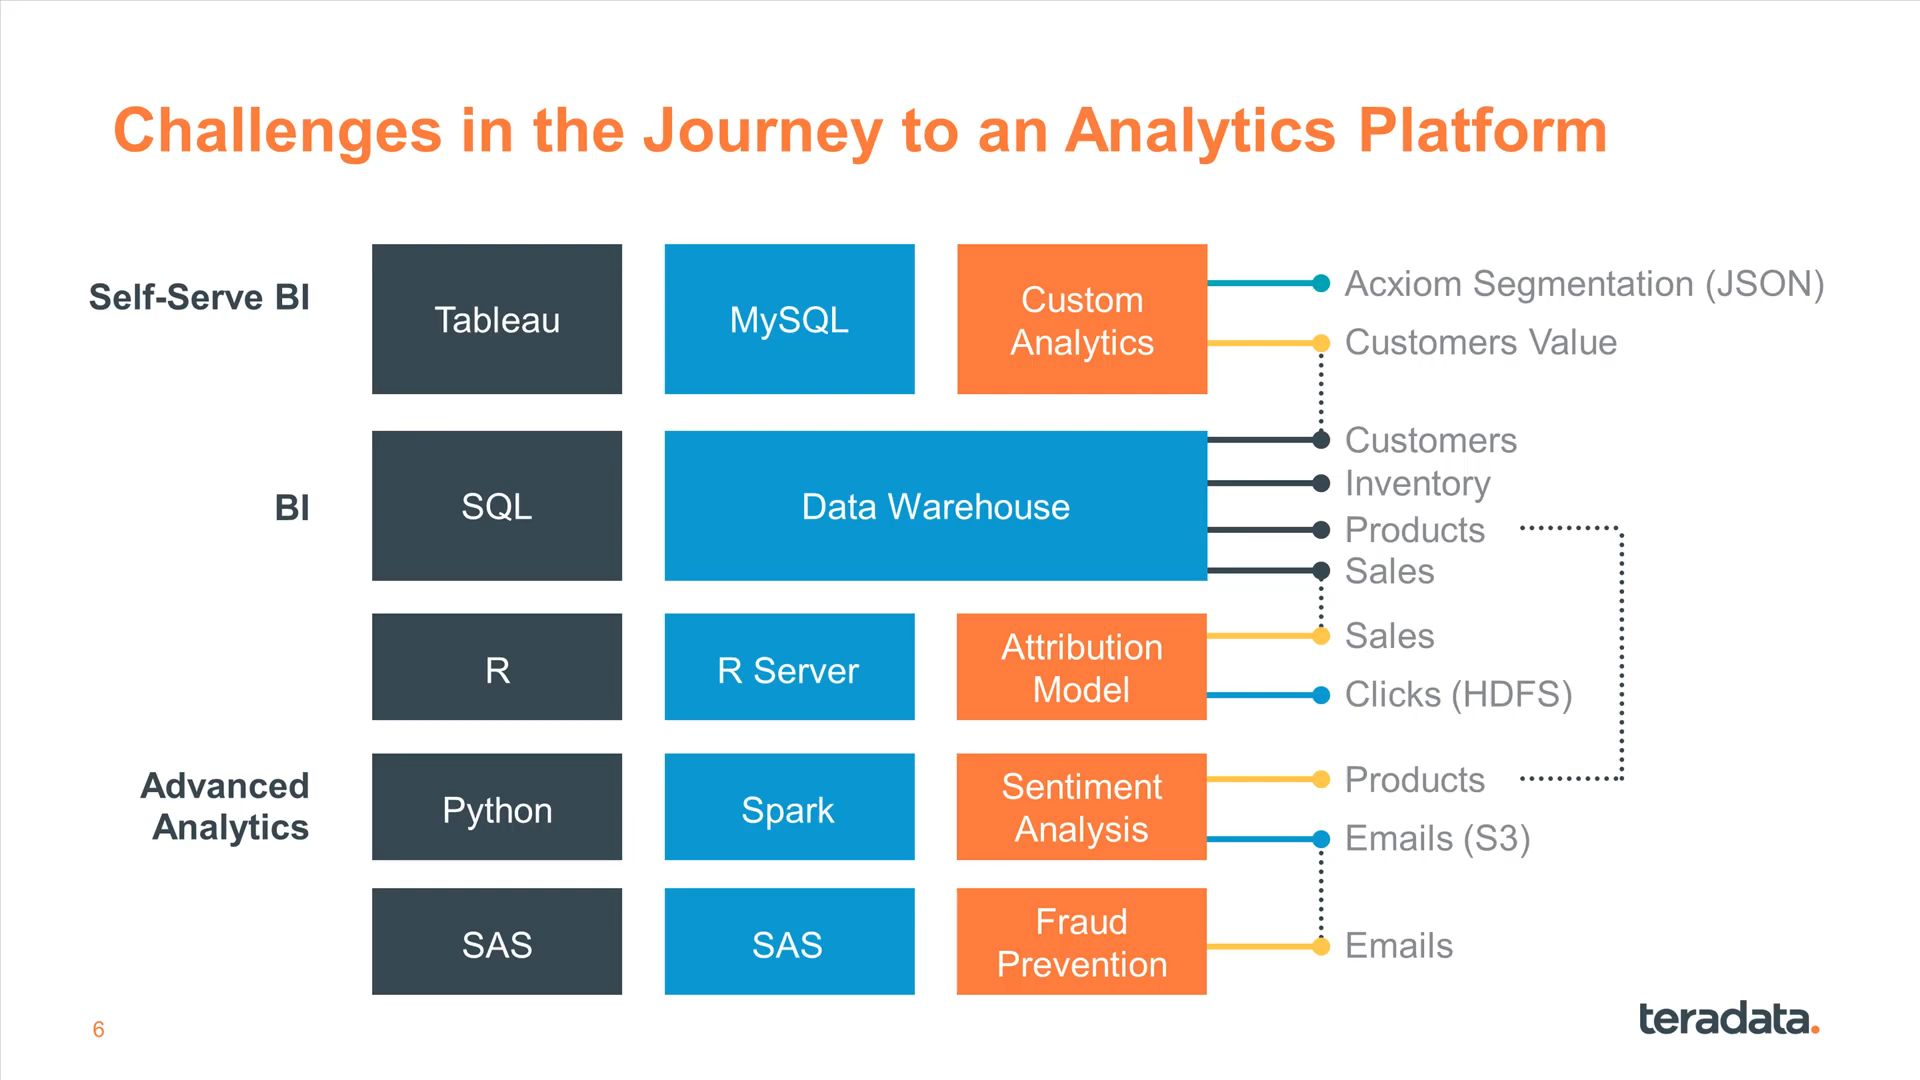 Challenges in the Journey to an Analytics Platform
Self-Serve BI
Tableau
MySQL
Custom
Analytics
Acxiom Segmentation (JSON)
Customers Value
BI
SQL
Data Warehouse
Customers
Inventory
Products
Sales
R
R Server
Attribution
Model
Sales
Clicks (HDFS)
Advanced
Analytics
Python
Spark
Sentiment
Analysis
Products
Emails (S3)
SAS
SAS
Fraud
Prevention
Emails
6
teradata.